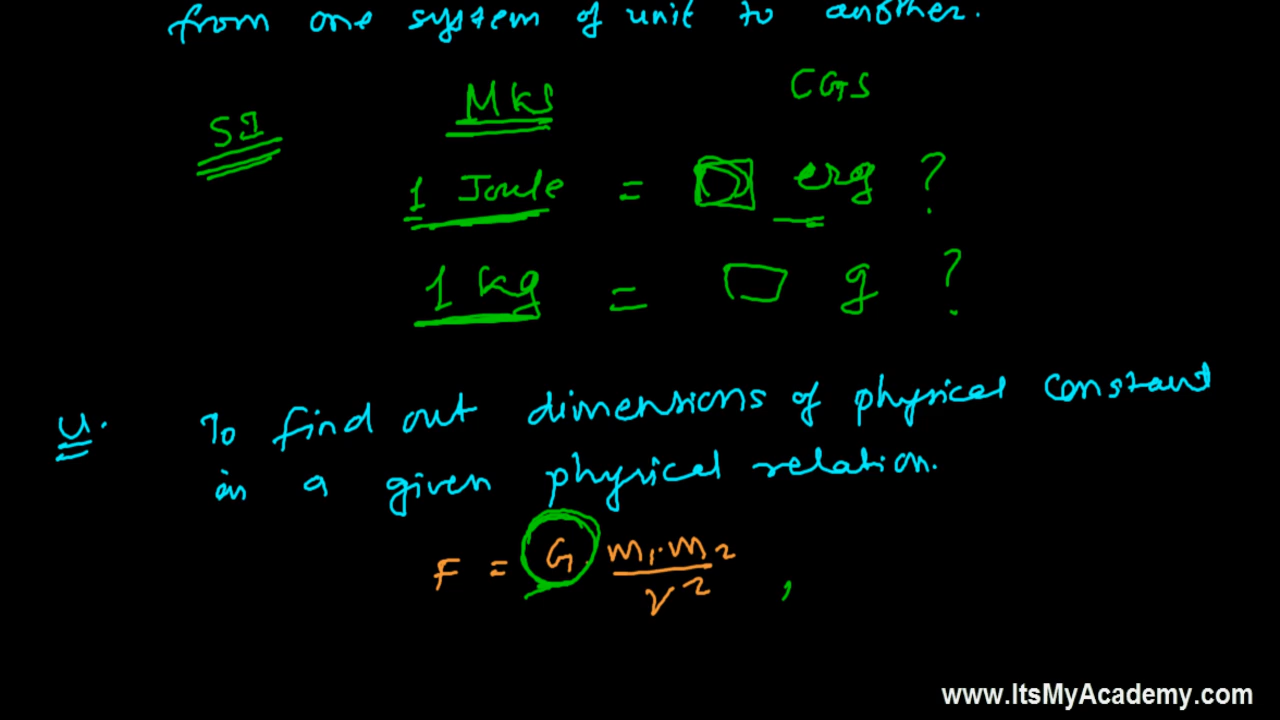 from one system of unit to another.
SI MKS CGS
1 Joule = erg ?
1 kg = g ?
4. To find out dimensions of physical constant
in a given physical relation.
F = G. m₁.m₂ / r² ,
www.ItsMyAcademy.com